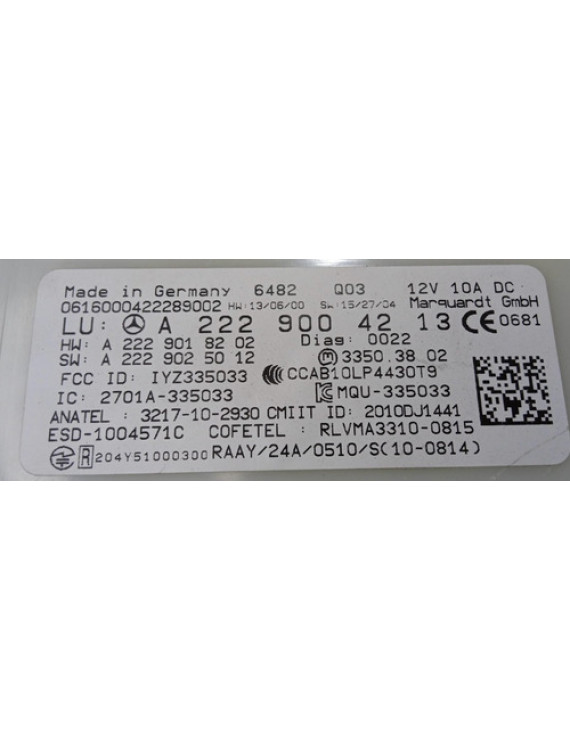 Made in Germany 6482 Q03 12V 10A DC
0616000422289002 HW:13/06/00 SW:15/27/04 Marquardt GmbH
LU: A 222 900 42 13 CE 0681
HW: A 222 901 82 02 Diag: 0022
SW: A 222 902 50 12 M 3350.38.02
FCC ID: IYZ335033 CCAB10LP4430T9
IC: 2701A-335033 MQU-335033
ANATEL: 3217-10-2930 CMIIT ID: 2010DJ1441
ESD-1004571C COFETEL: RLVMA3310-0815
R 204Y51000300 RAAY/24A/0510/S(10-0814)